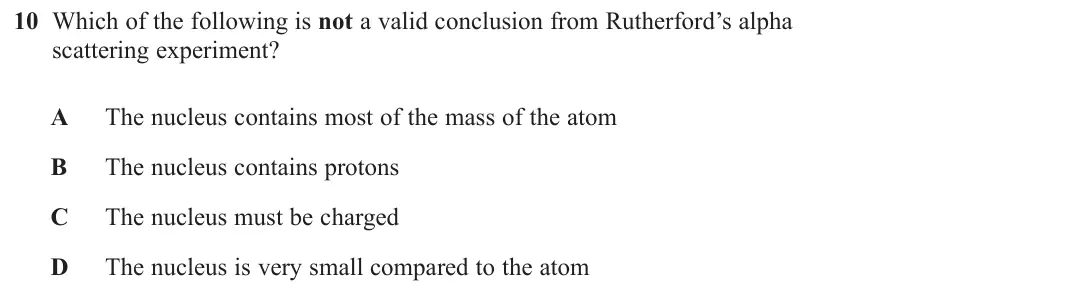 10 Which of the following is not a valid conclusion from Rutherford’s alpha
scattering experiment?
A The nucleus contains most of the mass of the atom
B The nucleus contains protons
C The nucleus must be charged
D The nucleus is very small compared to the atom